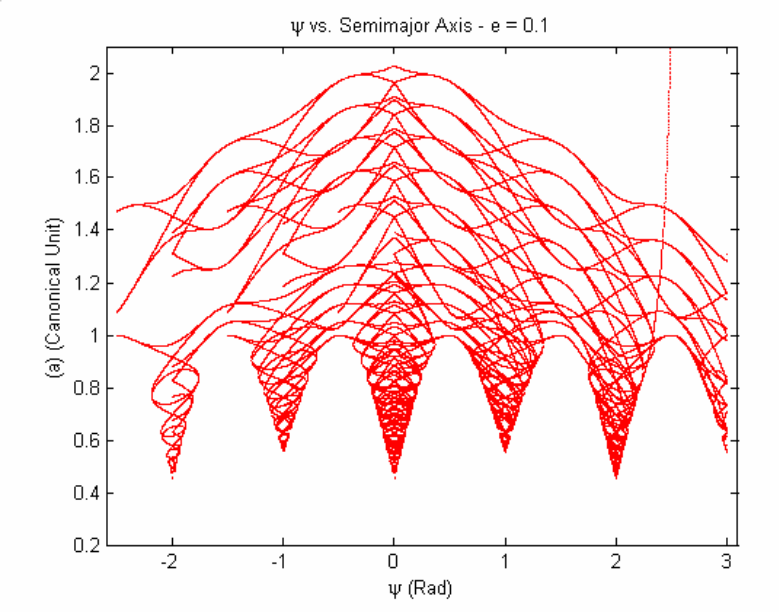 ψ vs. Semimajor Axis - e = 0.1
(a) (Canonical Unit)
2
1.8
1.6
1.4
1.2
1
0.8
0.6
0.4
0.2
-2 -1 0 1 2 3
ψ (Rad)